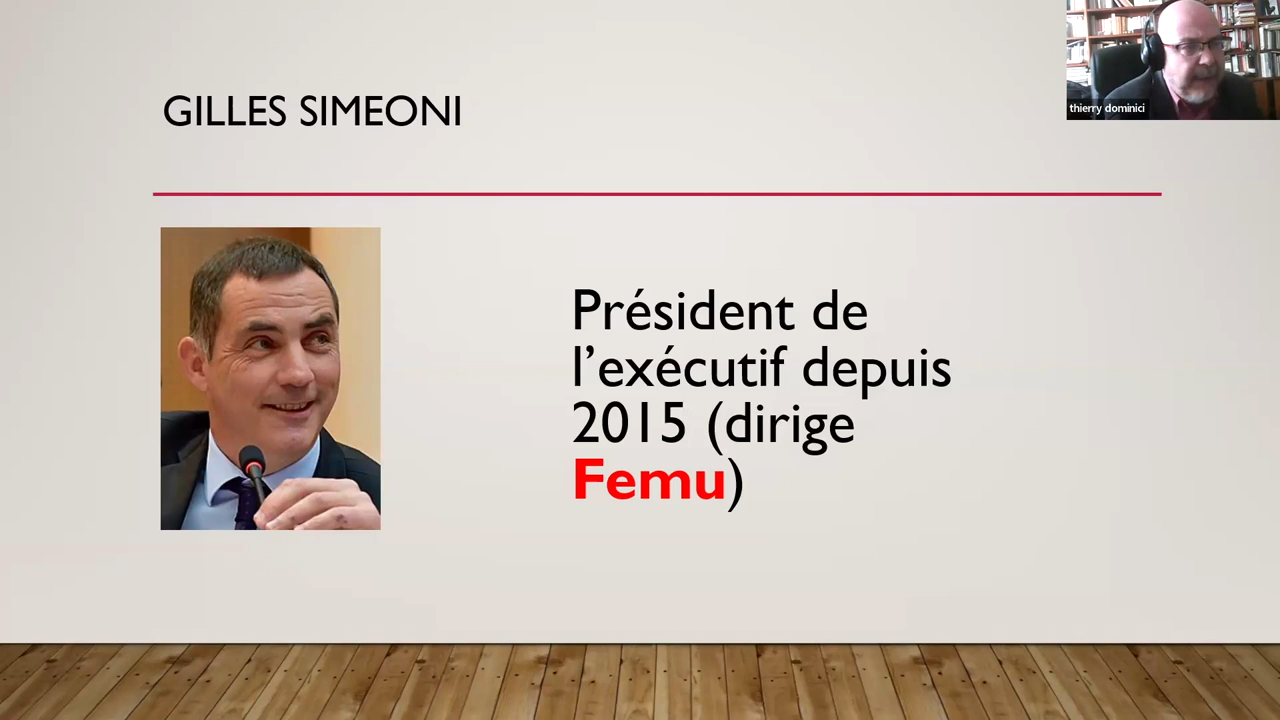 GILLES SIMEONI
thierry dominici
Président de
l’exécutif depuis
2015 (dirige
Femu)